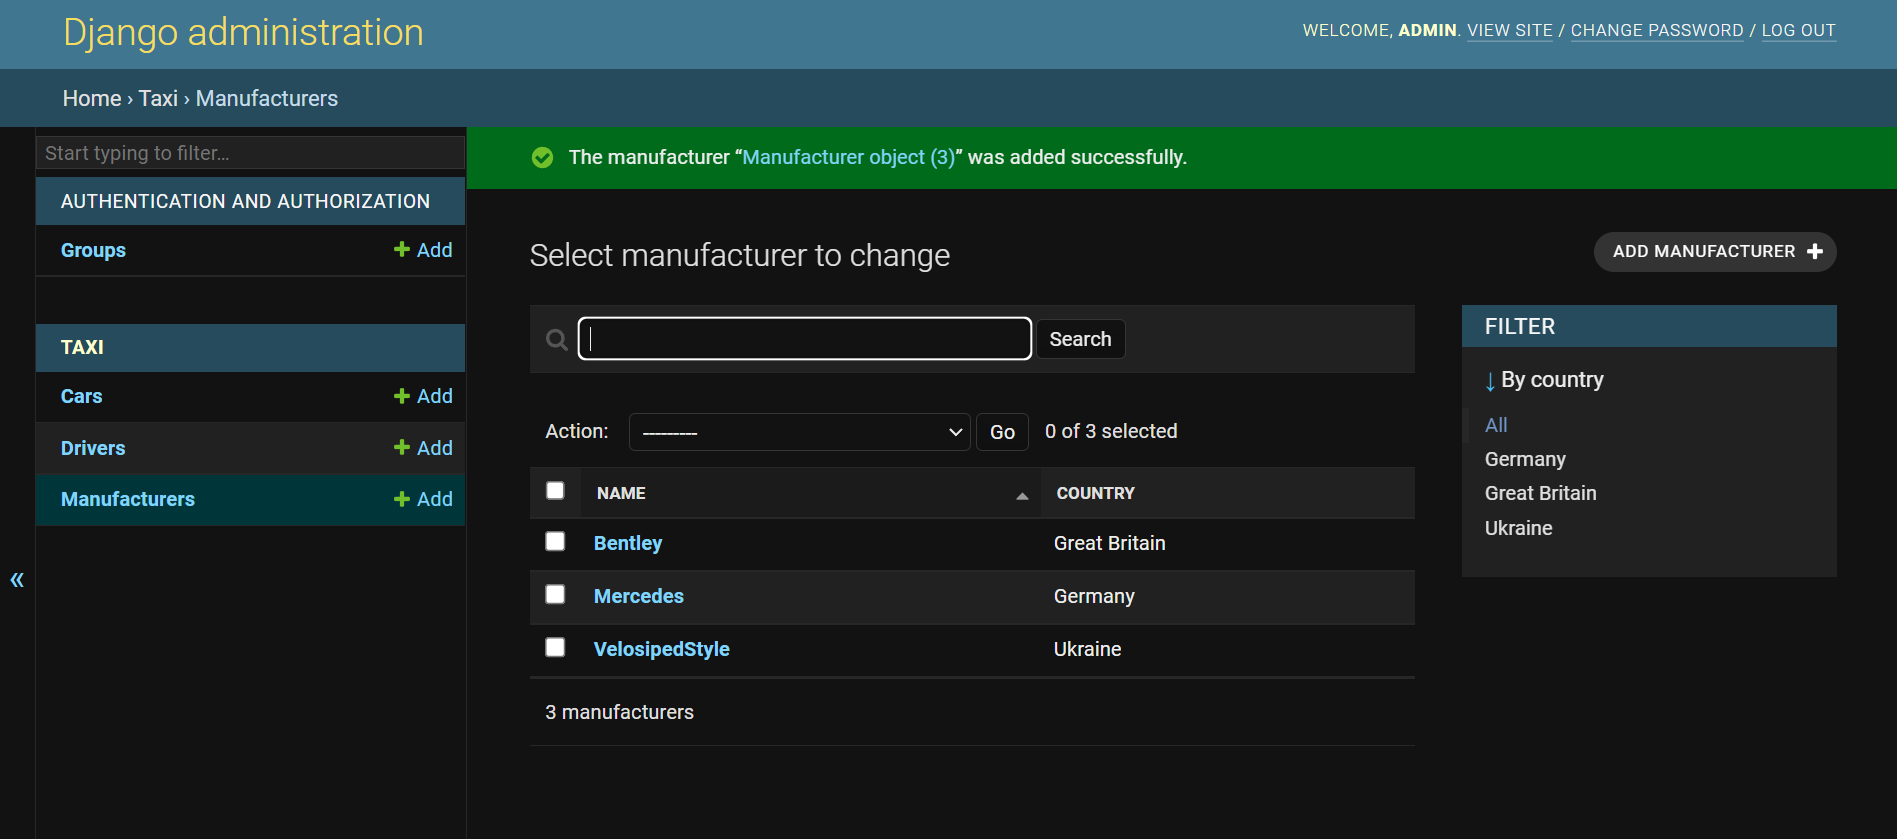 Django administration
WELCOME, ADMIN. VIEW SITE / CHANGE PASSWORD / LOG OUT
Home › Taxi › Manufacturers
Start typing to filter...
AUTHENTICATION AND AUTHORIZATION
Groups + Add
TAXI
Cars + Add
Drivers + Add
Manufacturers + Add
«
The manufacturer “Manufacturer object (3)” was added successfully.
Select manufacturer to change
ADD MANUFACTURER +
Search
Action: --------- Go 0 of 3 selected
NAME COUNTRY
Bentley Great Britain
Mercedes Germany
VelosipedStyle Ukraine
3 manufacturers
FILTER
↓ By country
All
Germany
Great Britain
Ukraine